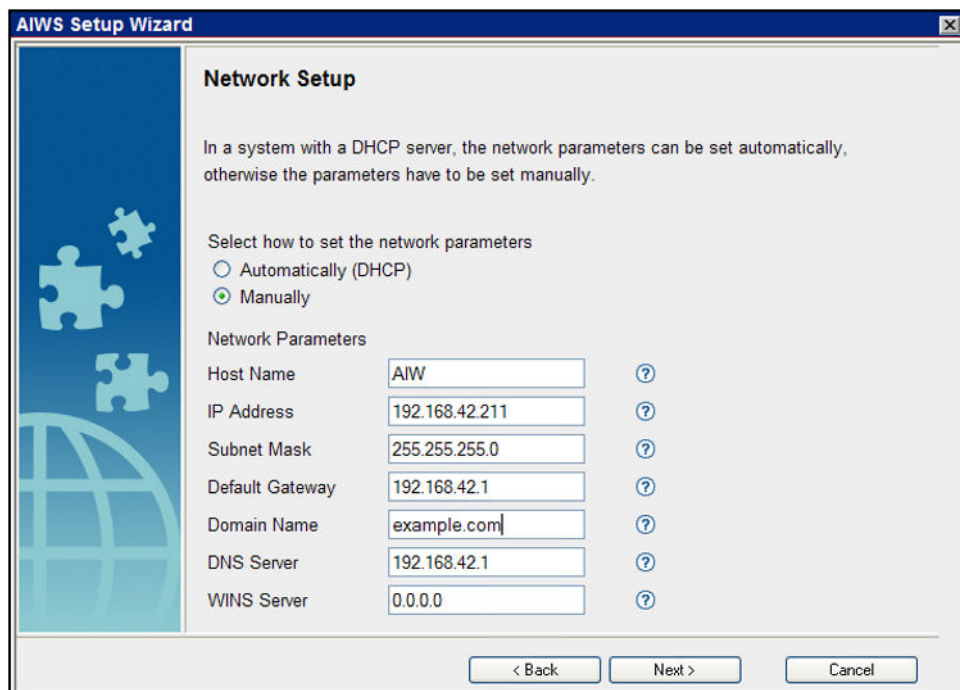 AIWS Setup Wizard
Network Setup
In a system with a DHCP server, the network parameters can be set automatically,
otherwise the parameters have to be set manually.
Select how to set the network parameters
Automatically (DHCP)
Manually
Network Parameters
Host Name AIW ?
IP Address 192.168.42.211 ?
Subnet Mask 255.255.255.0 ?
Default Gateway 192.168.42.1 ?
Domain Name example.com ?
DNS Server 192.168.42.1 ?
WINS Server 0.0.0.0 ?
< Back Next > Cancel